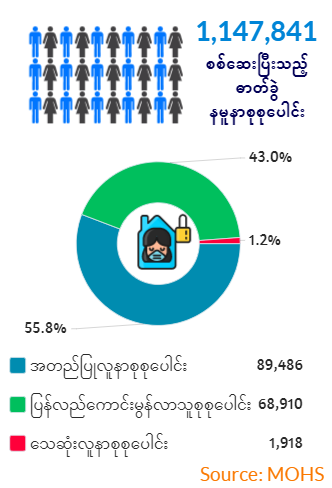 1,147,841
စစ်ဆေးပြီးသည့်
ဓာတ်ခွဲ
နမူနာစုစုပေါင်း
43.0%
1.2%
55.8%
အတည်ပြုလူနာစုစုပေါင်း 89,486
ပြန်လည်ကောင်းမွန်လာသူစုစုပေါင်း 68,910
သေဆုံးလူနာစုစုပေါင်း 1,918
Source: MOHS